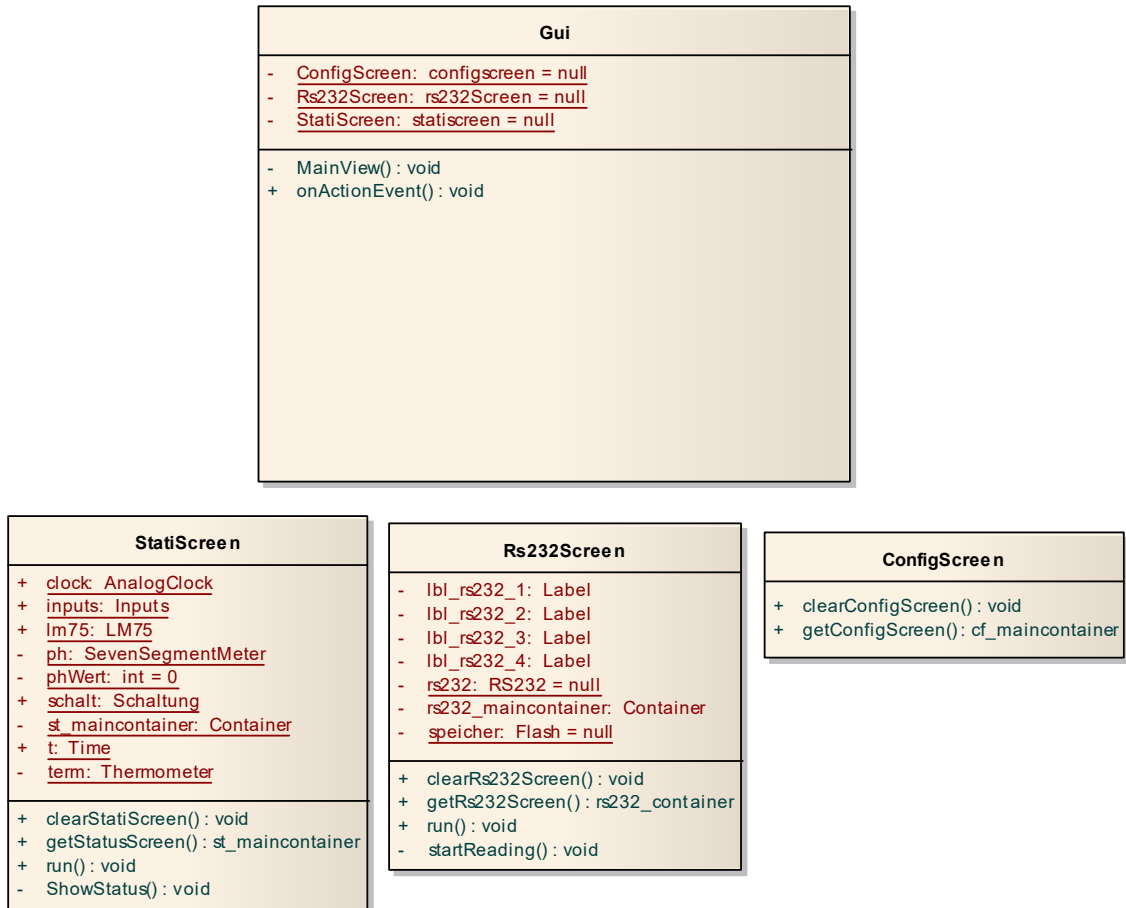 Gui
- ConfigScreen: configscreen = null
- Rs232Screen: rs232Screen = null
- StatiScreen: statiscreen = null
- MainView() : void
+ onActionEvent() : void
StatiScreen
+ clock: AnalogClock
+ inputs: Inputs
+ lm75: LM75
- ph: SevenSegmentMeter
- phWert: int = 0
+ schalt: Schaltung
- st_maincontainer: Container
+ t: Time
- term: Thermometer
+ clearStatiScreen() : void
+ getStatusScreen() : st_maincontainer
+ run() : void
- ShowStatus() : void
Rs232Screen
- lbl_rs232_1: Label
- lbl_rs232_2: Label
- lbl_rs232_3: Label
- lbl_rs232_4: Label
- rs232: RS232 = null
- rs232_maincontainer: Container
- speicher: Flash = null
+ clearRs232Screen() : void
+ getRs232Screen() : rs232_container
+ run() : void
- startReading() : void
ConfigScreen
+ clearConfigScreen() : void
+ getConfigScreen() : cf_maincontainer